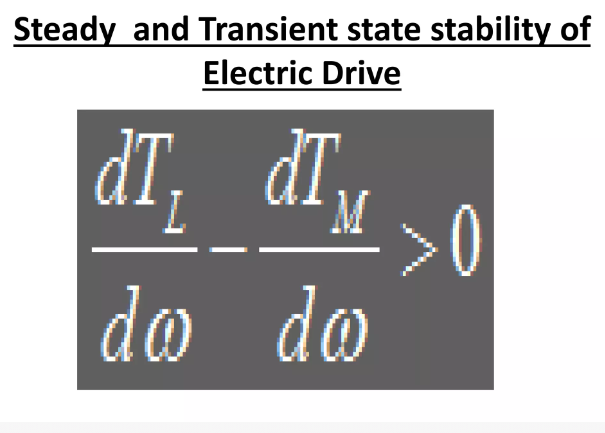 Steady and Transient state stability of
Electric Drive
dT_L/dω − dT_M/dω > 0